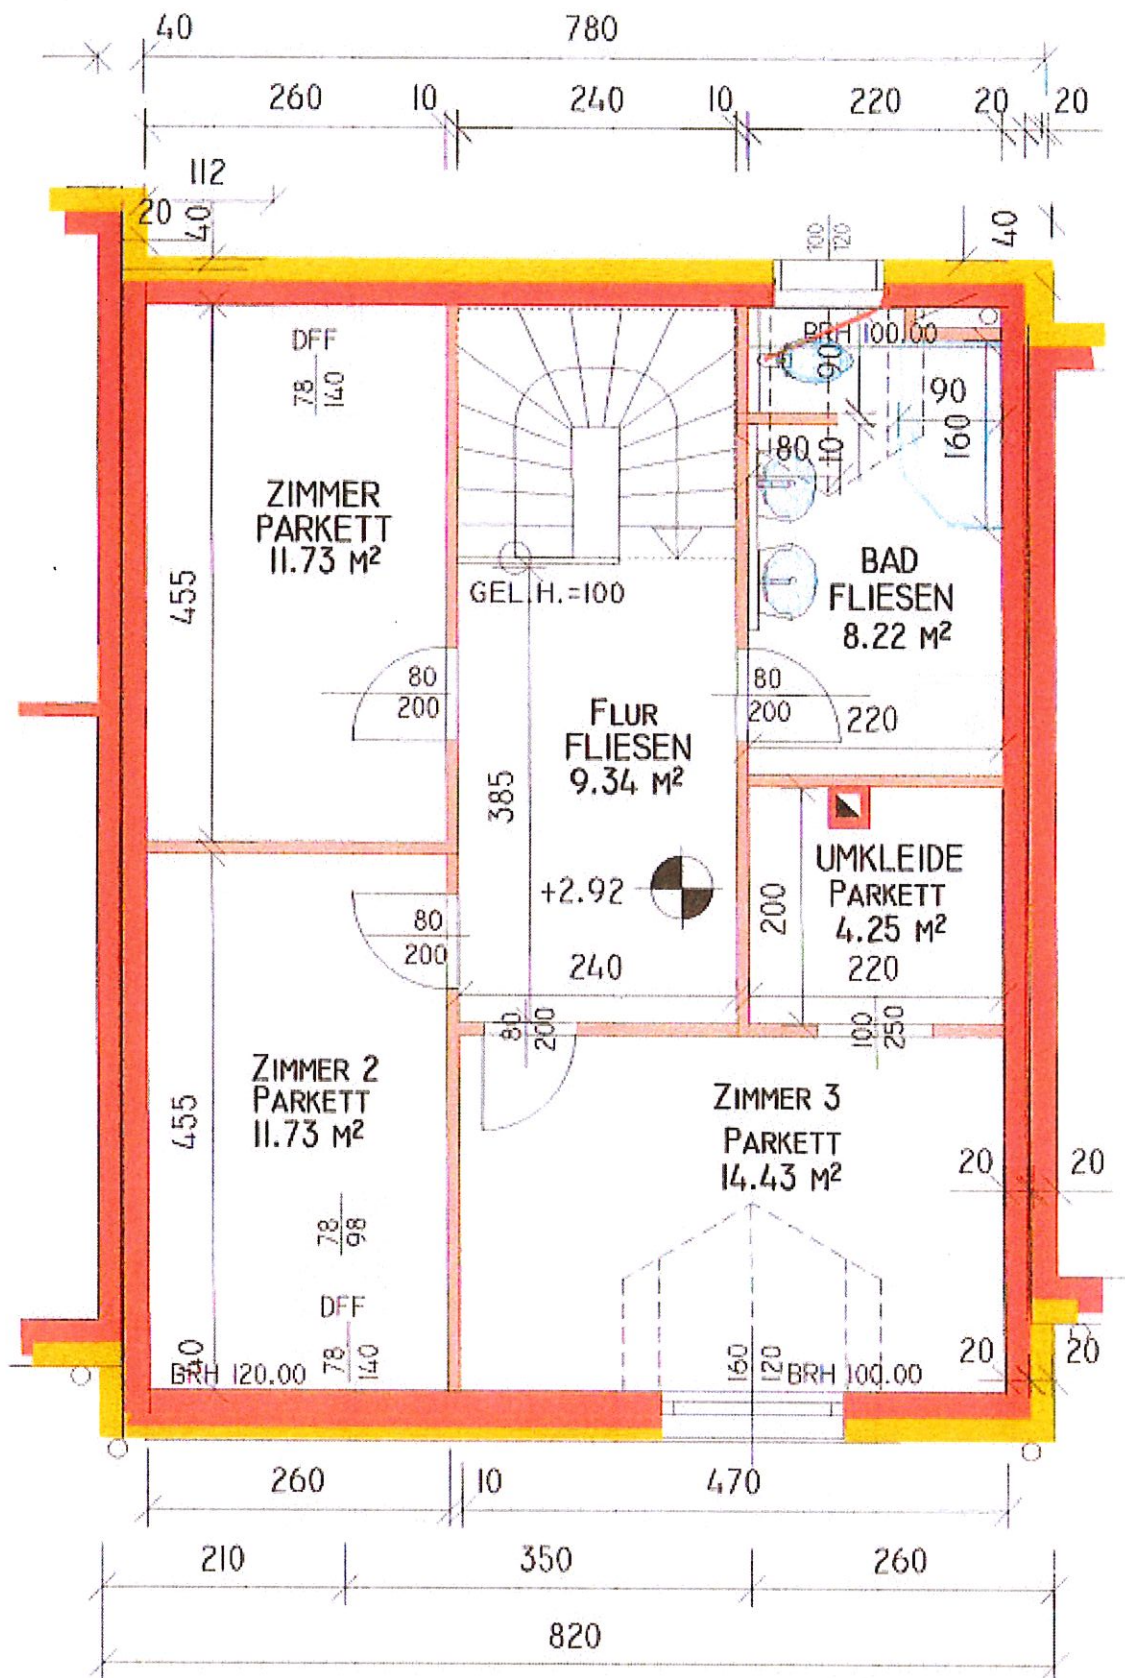 40 780
260 10 240 10 220 20 20
112
20 40 100 120 40
DFF
78 140
BRH 100.00
90 90
160
80 10
ZIMMER
PARKETT
11.73 M²
BAD
FLIESEN
8.22 M²
GEL.H.=100
455
80
200
80
200
220
FLUR
FLIESEN
9.34 M²
385
UMKLEIDE
PARKETT
4.25 M²
+2.92
200
240
220
80
200
80 200
100 250
ZIMMER 2
PARKETT
11.73 M²
455
ZIMMER 3
PARKETT
14.43 M²
20 20
78 98
DFF
78 140
40
BRH 120.00
160 120
BRH 100.00
20 20
260 10 470
210 350 260
820